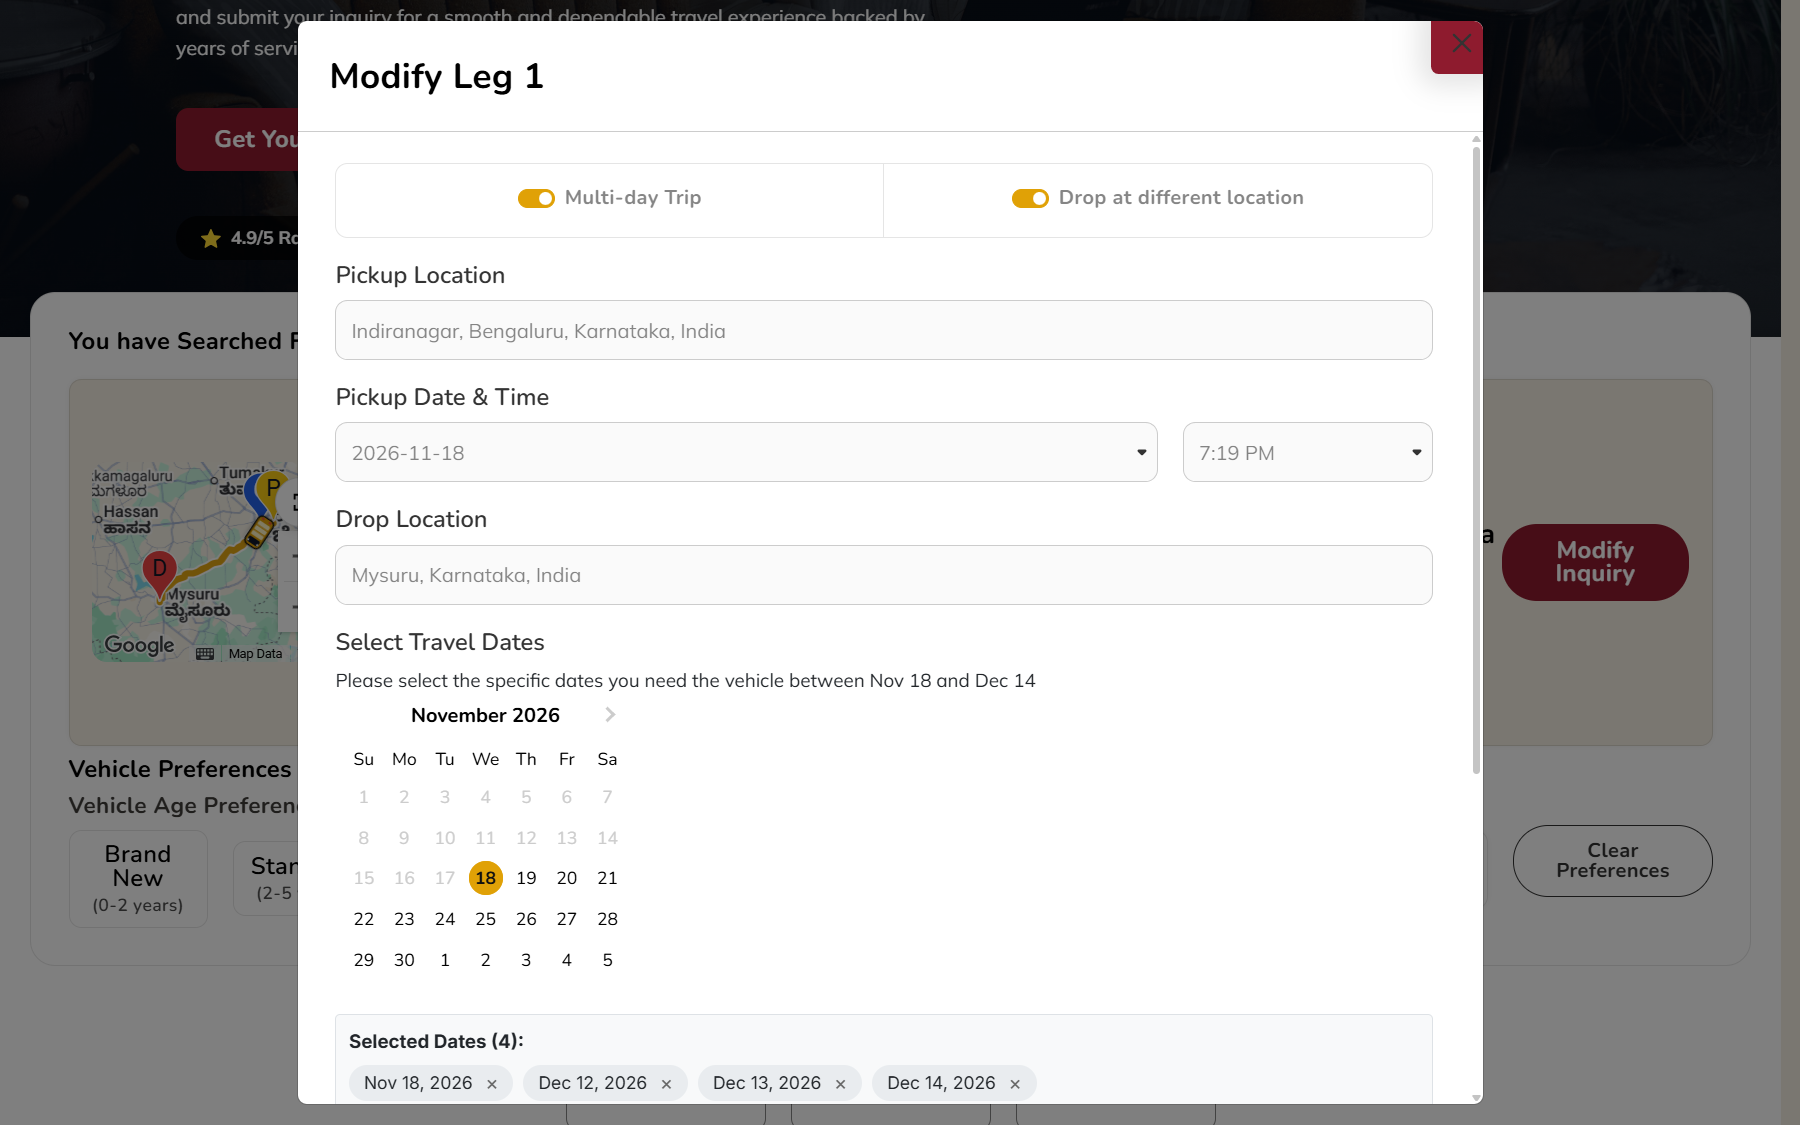 and submit your inquiry for a smooth and dependable travel experience backed by
years of servi
Get You
4.9/5 Ra
You have Searched F
Modify Leg 1
Multi-day Trip
Drop at different location
Pickup Location
Indiranagar, Bengaluru, Karnataka, India
Pickup Date & Time
2026-11-18
7:19 PM
Drop Location
Mysuru, Karnataka, India
Select Travel Dates
Please select the specific dates you need the vehicle between Nov 18 and Dec 14
November 2026
Su Mo Tu We Th Fr Sa
1 2 3 4 5 6 7
8 9 10 11 12 13 14
15 16 17 18 19 20 21
22 23 24 25 26 27 28
29 30 1 2 3 4 5
Selected Dates (4):
Nov 18, 2026 × Dec 12, 2026 × Dec 13, 2026 × Dec 14, 2026 ×
kamagaluru
ಮಗಳೂರ
Hassan
ಹಾಸನ
P
D
Mysuru
ಮೈಸೂರು
Google
Map Data
a
Modify
Inquiry
Vehicle Preferences
Vehicle Age Preferen
Brand
New
(0-2 years)
Stan
(2-5
Clear
Preferences